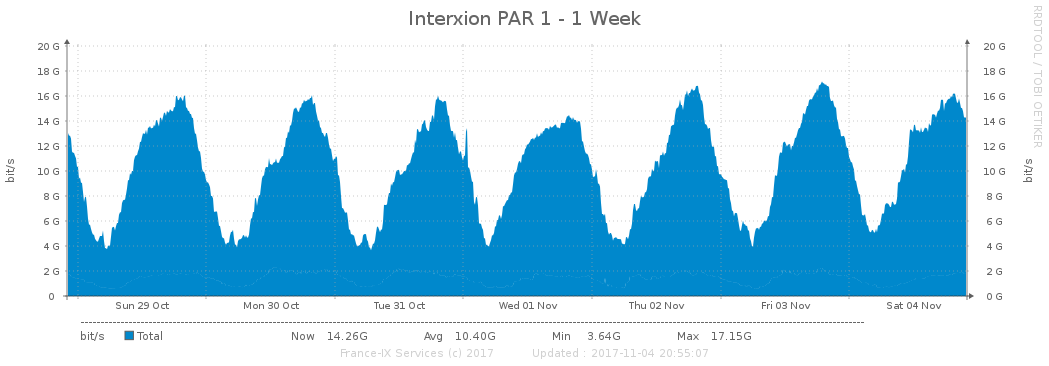 Interxion PAR 1 - 1 Week
RRDTOOL / TOBI OETIKER
20 G 20 G
18 G 18 G
16 G 16 G
14 G 14 G
12 G 12 G
10 G 10 G
8 G 8 G
6 G 6 G
4 G 4 G
2 G 2 G
0 0 G
bit/s
bit/s
Sun 29 Oct Mon 30 Oct Tue 31 Oct Wed 01 Nov Thu 02 Nov Fri 03 Nov Sat 04 Nov
bit/s Total Now 14.26G Avg 10.40G Min 3.64G Max 17.15G
France-IX Services (c) 2017 Updated : 2017-11-04 20:55:07